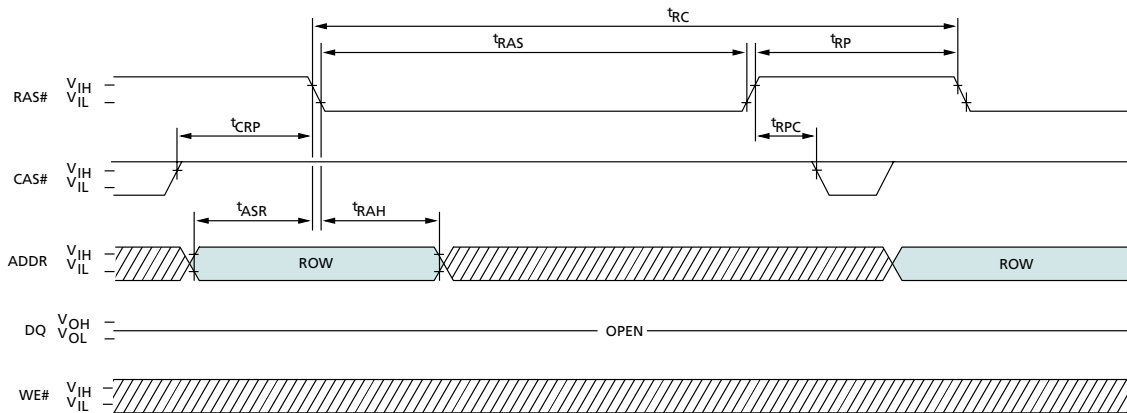 tRC
tRAS
tRP
RAS#
VIH
VIL
tCRP
tRPC
CAS#
VIH
VIL
tASR
tRAH
ADDR
VIH
VIL
ROW
ROW
DQ
VOH
VOL
OPEN
WE#
VIH
VIL